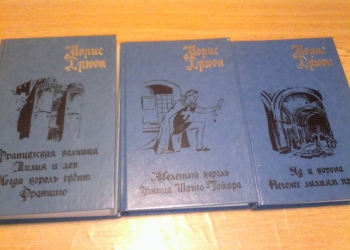 Морис
Дрюон
Французская волчица
Лилия и лев
Когда король губит
Францию
Морис
Дрюон
Железный король
Узница Шато-Гайара
Морис
Дрюон
Яд и корона
Негоже лилиям пр